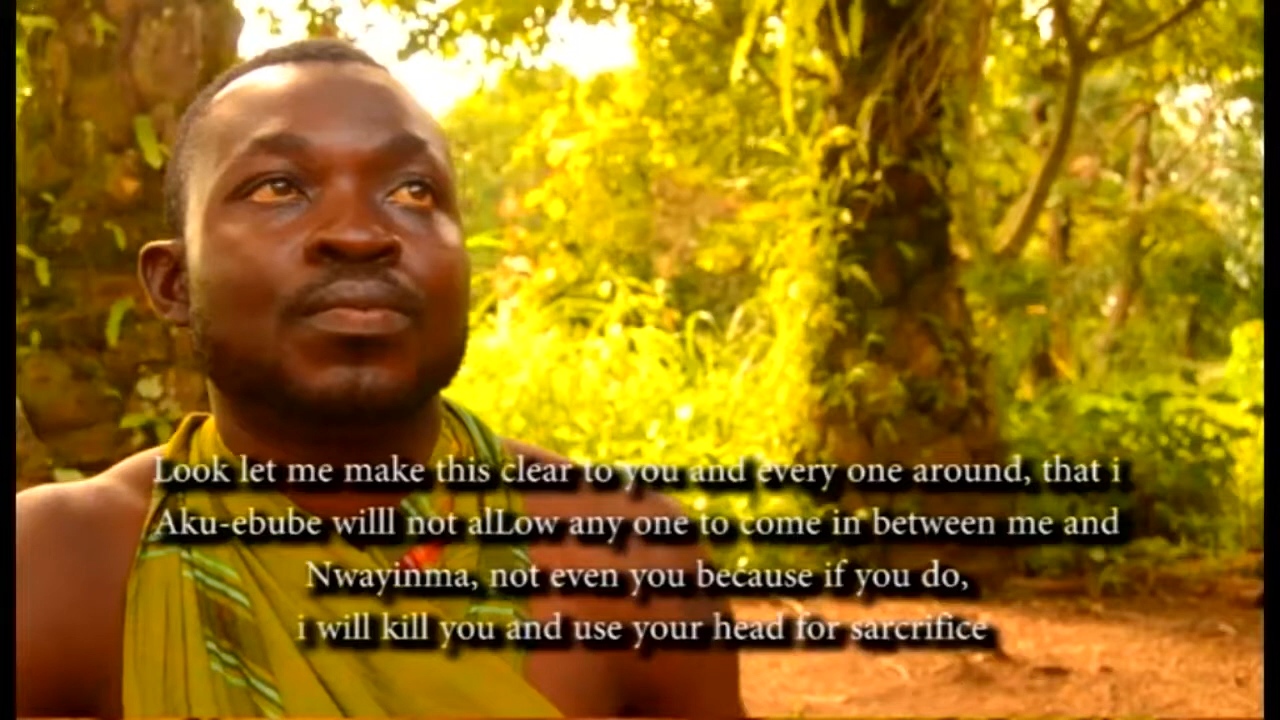 Look let me make this clear to you and every one around, that i
Aku-ebube willl not alLow any one to come in between me and
Nwayinma, not even you because if you do,
i will kill you and use your head for sarcrifice